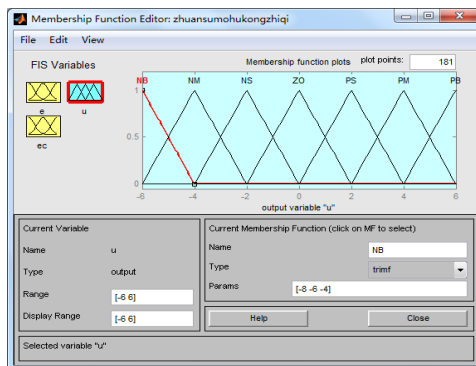 Membership Function Editor: zhuansumohukongzhiqi
File Edit View
FIS Variables
Membership function plots plot points: 181
e
u
ec
NB NM NS ZO PS PM PB
1
0.5
0
-6 -4 -2 0 2 4 6
output variable "u"
Current Variable
Name u
Type output
Range [-6 6]
Display Range [-6 6]
Current Membership Function (click on MF to select)
Name NB
Type trimf
Params [-8 -6 -4]
Help Close
Selected variable "u"